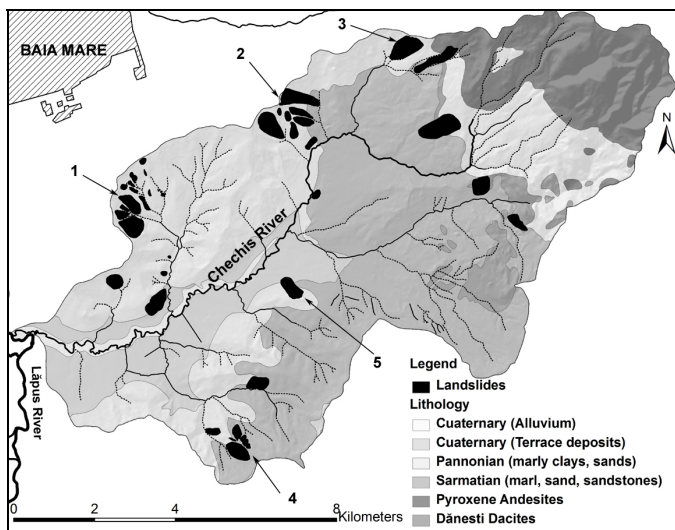 BAIA MARE
3
2
1
N
Chechiş River
5
Lăpuş River
4
Legend
Landslides
Lithology
Cuaternary (Alluvium)
Cuaternary (Terrace deposits)
Pannonian (marly clays, sands)
Sarmatian (marl, sand, sandstones)
Pyroxene Andesites
Dănesti Dacites
0 2 4 8
Kilometers